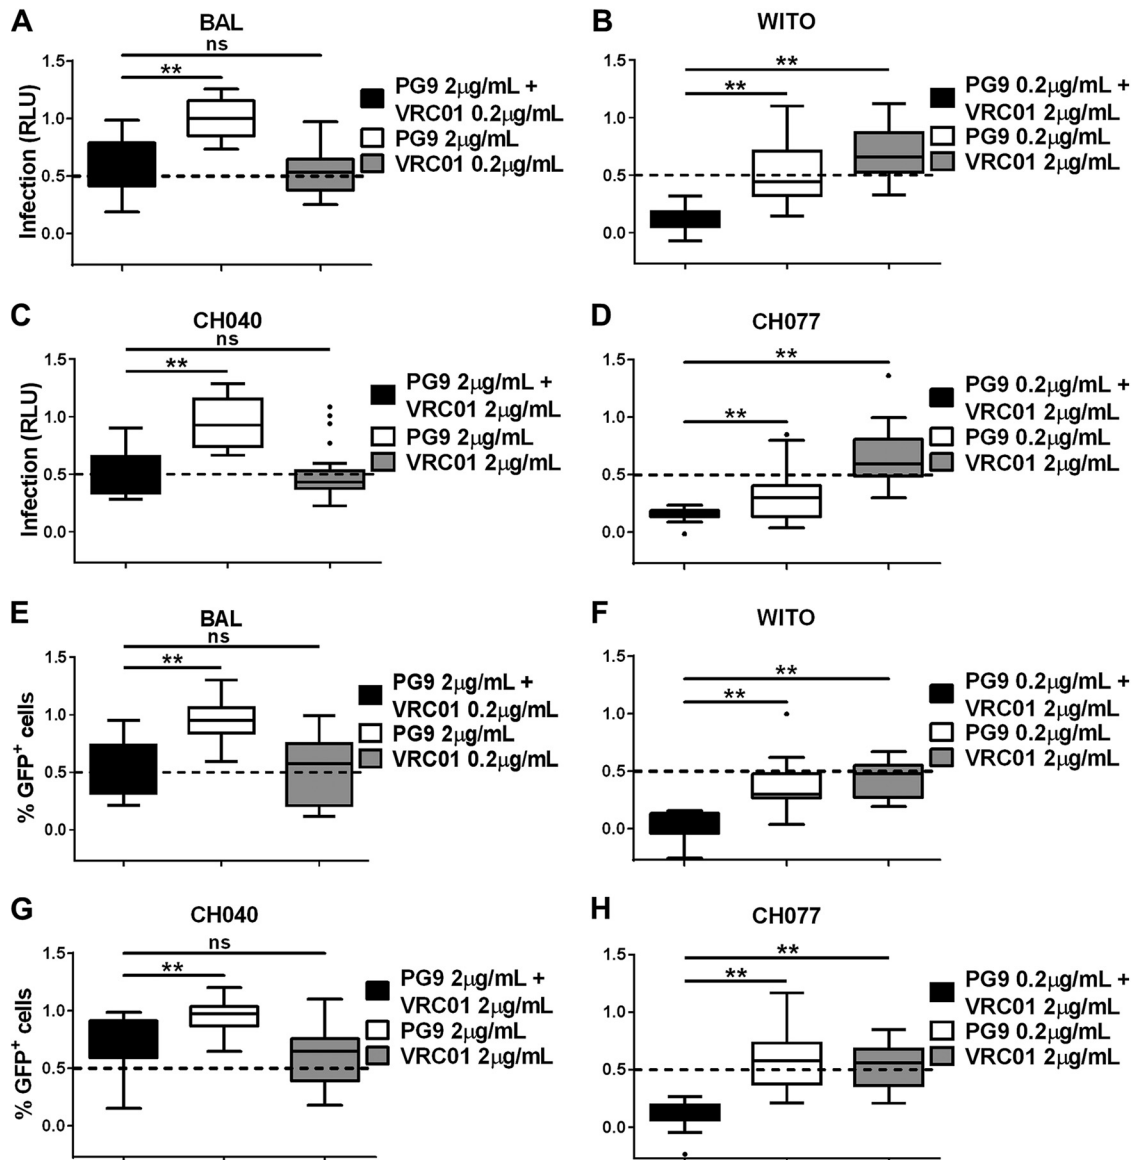 A
BAL
ns
**
1.5
1.0
0.5
0.0
Infection (RLU)
PG9 2μg/mL +
VRC01 0.2μg/mL
PG9 2μg/mL
VRC01 0.2μg/mL
B
WITO
**
**
1.5
1.0
0.5
0.0
PG9 0.2μg/mL +
VRC01 2μg/mL
PG9 0.2μg/mL
VRC01 2μg/mL
C
CH040
ns
**
1.5
1.0
0.5
0.0
Infection (RLU)
PG9 2μg/mL +
VRC01 2μg/mL
PG9 2μg/mL
VRC01 2μg/mL
D
CH077
**
**
1.5
1.0
0.5
0.0
PG9 0.2μg/mL +
VRC01 2μg/mL
PG9 0.2μg/mL
VRC01 2μg/mL
E
BAL
ns
**
1.5
1.0
0.5
0.0
% GFP⁺ cells
PG9 2μg/mL +
VRC01 0.2μg/mL
PG9 2μg/mL
VRC01 0.2μg/mL
F
WITO
**
**
1.5
1.0
0.5
0.0
PG9 0.2μg/mL +
VRC01 2μg/mL
PG9 0.2μg/mL
VRC01 2μg/mL
G
CH040
ns
**
1.5
1.0
0.5
0.0
% GFP⁺ cells
PG9 2μg/mL +
VRC01 2μg/mL
PG9 2μg/mL
VRC01 2μg/mL
H
CH077
**
**
1.5
1.0
0.5
0.0
PG9 0.2μg/mL +
VRC01 2μg/mL
PG9 0.2μg/mL
VRC01 2μg/mL